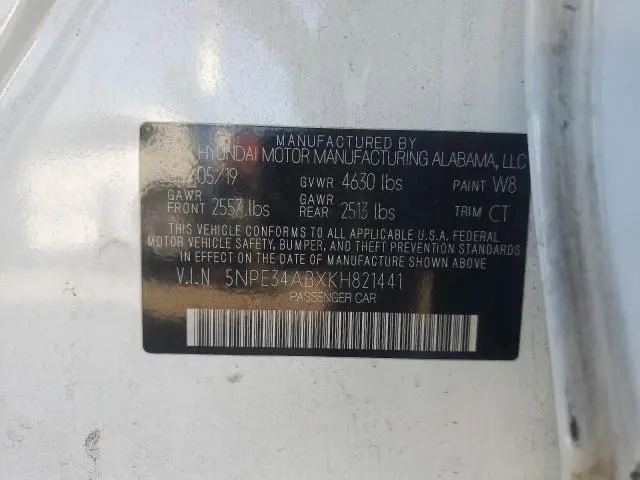 MANUFACTURED BY
HYUNDAI MOTOR MANUFACTURING ALABAMA, LLC
/05/19 GVWR 4630 lbs PAINT W8
GAWR FRONT 2557 lbs GAWR REAR 2513 lbs TRIM CT
THIS VEHICLE CONFORMS TO ALL APPLICABLE U.S.A. FEDERAL
MOTOR VEHICLE SAFETY, BUMPER, AND THEFT PREVENTION STANDARDS
IN EFFECT ON THE DATE OF MANUFACTURE SHOWN ABOVE
V.I.N. 5NPE34ABXKH821441
PASSENGER CAR